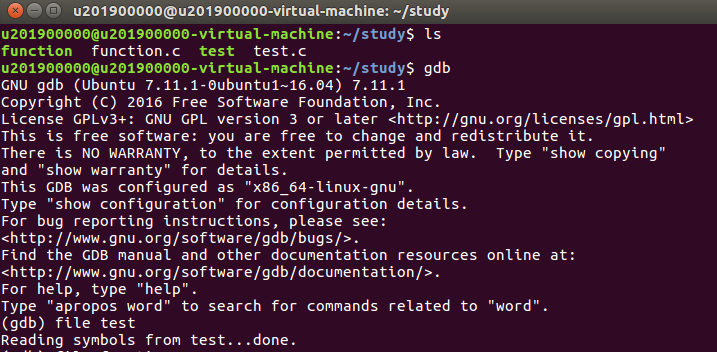 u201900000@u201900000-virtual-machine: ~/study
u201900000@u201900000-virtual-machine:~/study$ ls
function  function.c  test  test.c
u201900000@u201900000-virtual-machine:~/study$ gdb
GNU gdb (Ubuntu 7.11.1-0ubuntu1~16.04) 7.11.1
Copyright (C) 2016 Free Software Foundation, Inc.
License GPLv3+: GNU GPL version 3 or later <http://gnu.org/licenses/gpl.html>
This is free software: you are free to change and redistribute it.
There is NO WARRANTY, to the extent permitted by law.  Type "show copying"
and "show warranty" for details.
This GDB was configured as "x86_64-linux-gnu".
Type "show configuration" for configuration details.
For bug reporting instructions, please see:
<http://www.gnu.org/software/gdb/bugs/>.
Find the GDB manual and other documentation resources online at:
<http://www.gnu.org/software/gdb/documentation/>.
For help, type "help".
Type "apropos word" to search for commands related to "word".
(gdb) file test
Reading symbols from test...done.